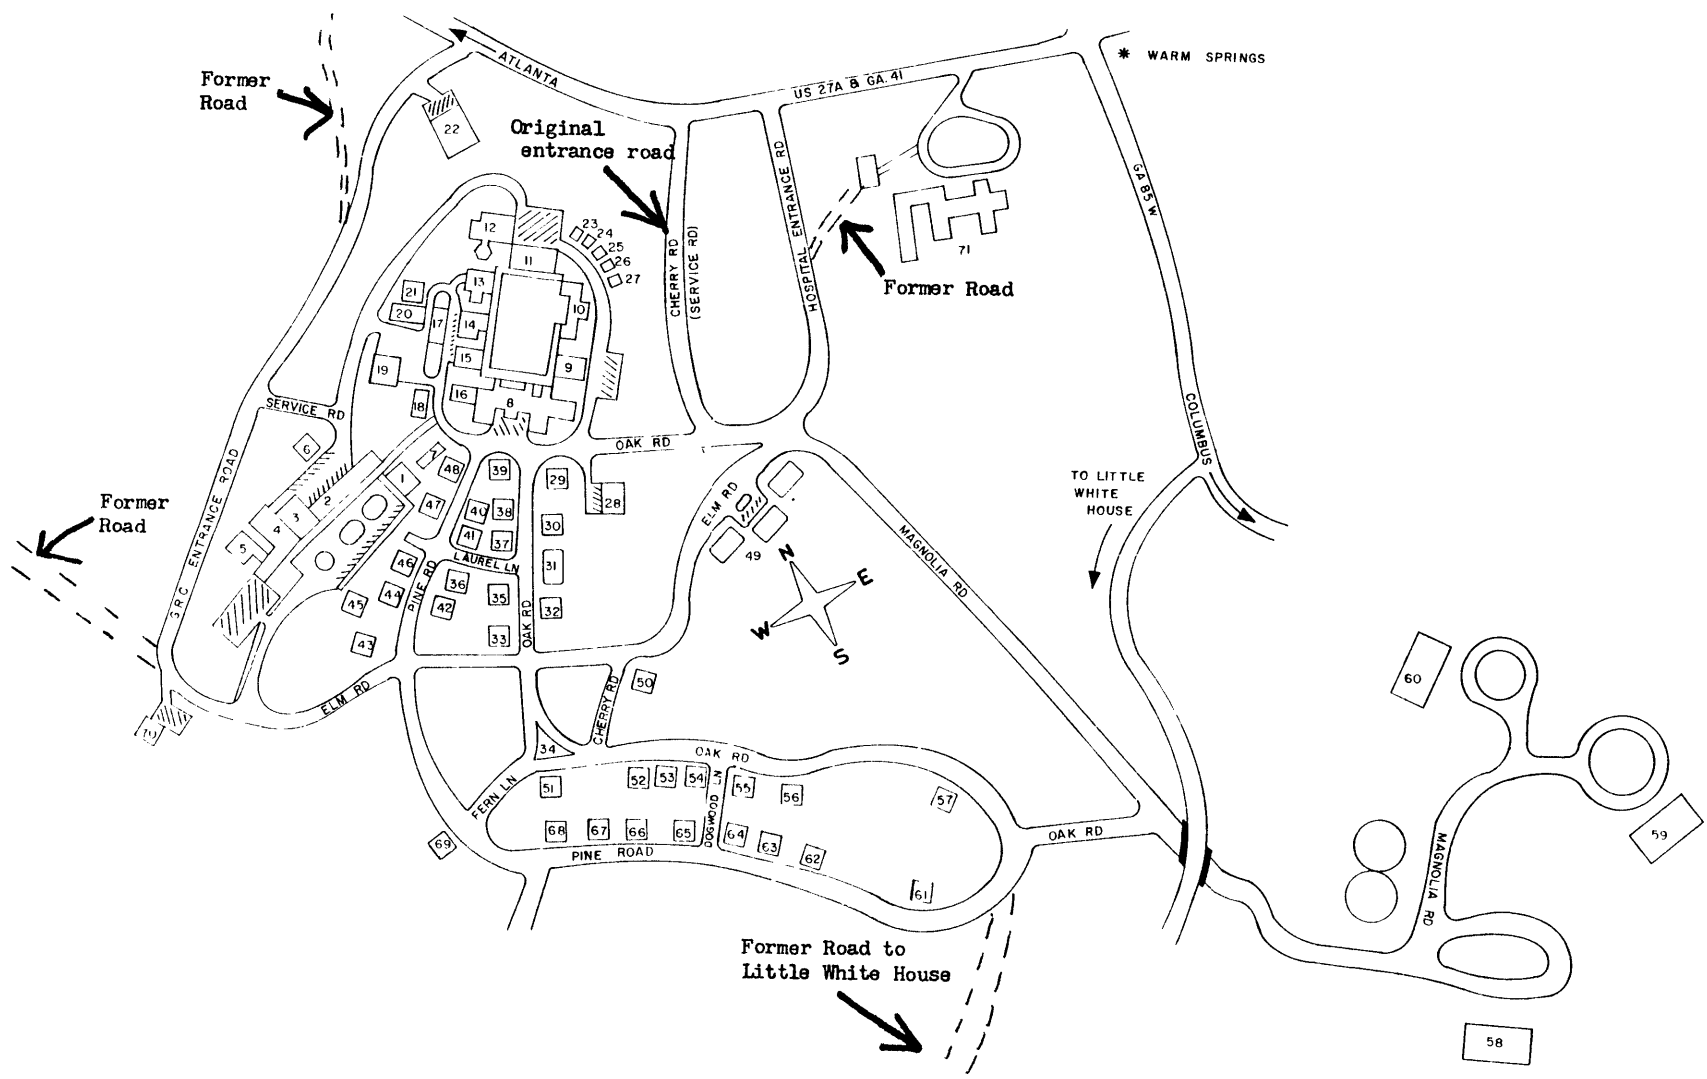 Former
Road
ATLANTA
US 27A & GA. 41
* WARM SPRINGS
22
Original
entrance road
HOSPITAL ENTRANCE RD
GA 85 W
CHERRY RD
(SERVICE RD)
71
Former Road
12
23
24
25
26
27
11
13
21
20
17
14
10
15
9
19
16
18
8
SERVICE RD
COLUMBUS
OAK RD
6
7
48
39
29
1
28
2
47
40
38
3
4
5
41
37
30
ELM RD
49
TO LITTLE
WHITE
HOUSE
MAGNOLIA RD
Former
Road
S.R.C. ENTRANCE ROAD
LAUREL LN
46
PINE RD
36
31
44
35
45
42
32
OAK RD
33
43
N
E
W
S
60
50
ELM RD
CHERRY RD
70
34
OAK RD
51
52
53
54
DOGWOOD LN
55
56
57
FERN LN
68
67
66
65
64
63
62
OAK RD
59
69
PINE ROAD
61
MAGNOLIA RD
Former Road to
Little White House
58